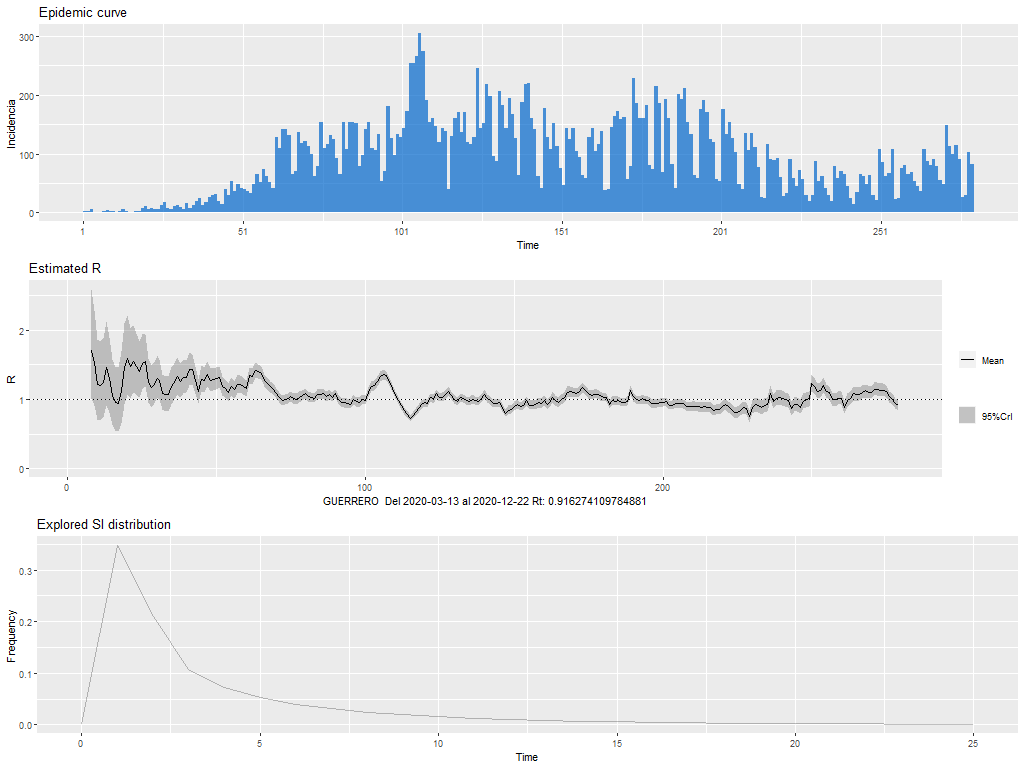 Epidemic curve
300
200
100
0
Incidencia
1
51
101
151
201
251
Time
Estimated R
2
1
0
R
0
100
200
GUERRERO Del 2020-03-13 al 2020-12-22 Rt: 0.916274109784881
Mean
95%CrI
Explored SI distribution
0.3
0.2
0.1
0.0
Frequency
0
5
10
15
20
25
Time